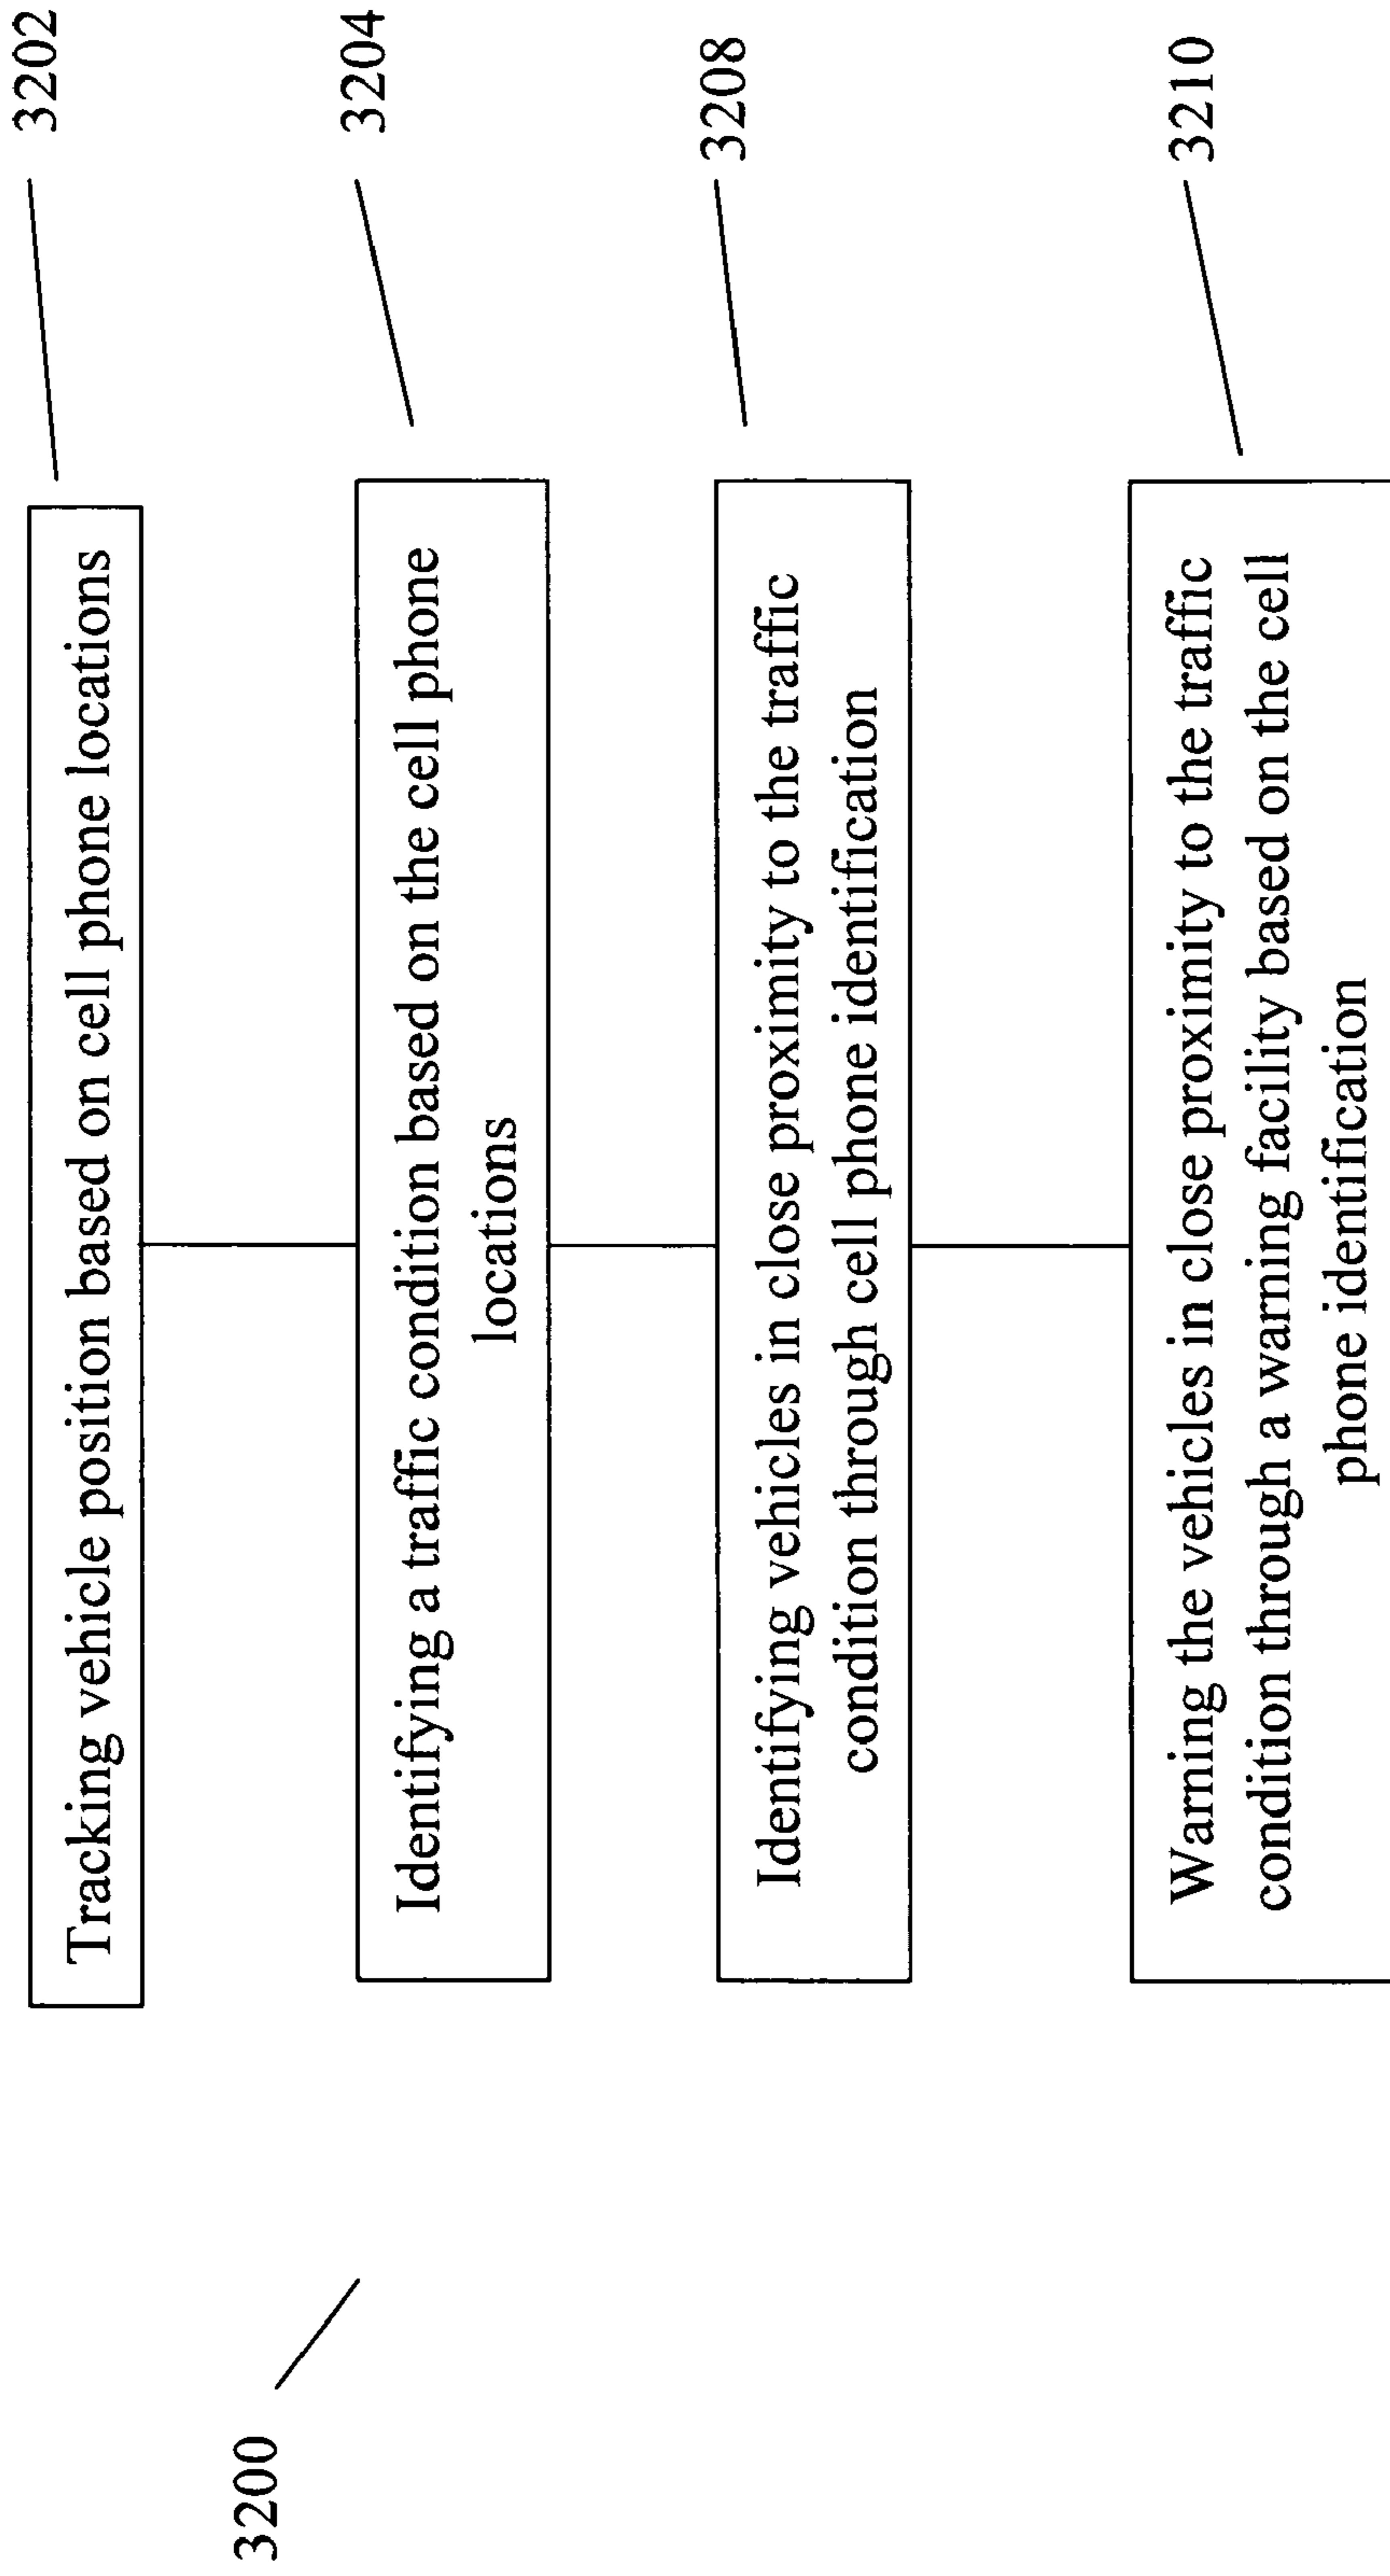 3200
Tracking vehicle position based on cell phone locations
3202
Identifying a traffic condition based on the cell phone
locations
3204
Identifying vehicles in close proximity to the traffic
condition through cell phone identification
3208
Warning the vehicles in close proximity to the traffic
condition through a warning facility based on the cell
phone identification
3210